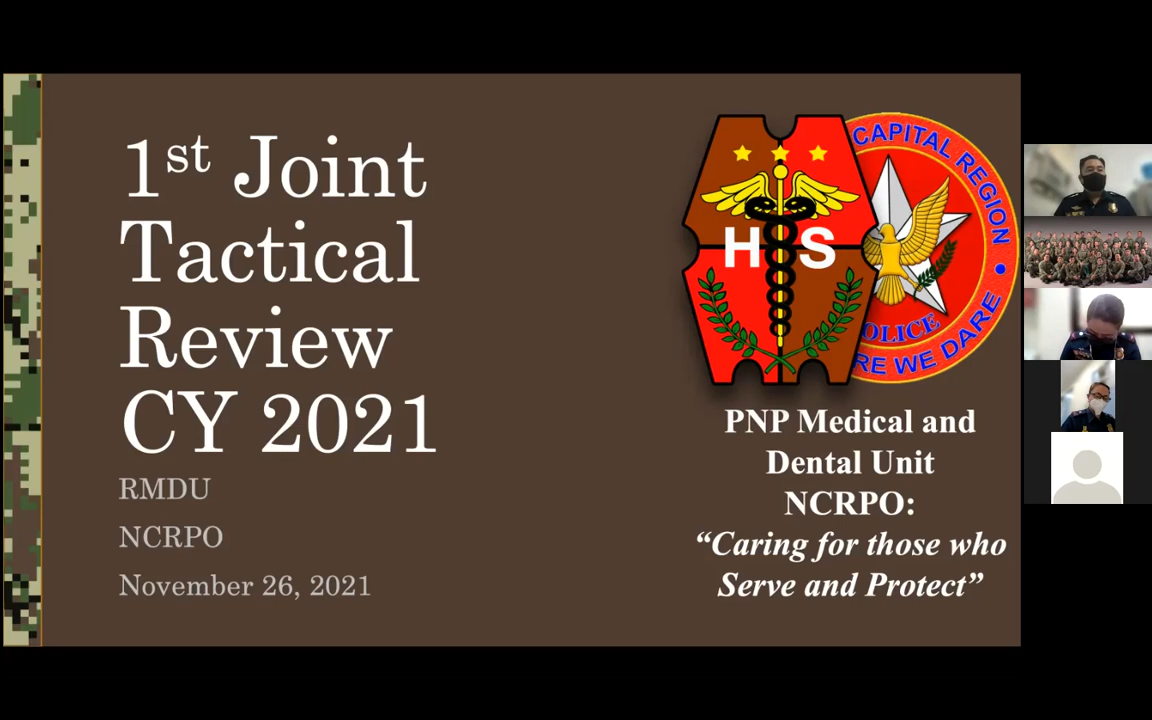 1st Joint
Tactical
Review
CY 2021
RMDU
NCRPO
November 26, 2021
CAPITAL REGION
H S
POLICE
RE WE DARE
PNP Medical and
Dental Unit
NCRPO:
“Caring for those who
Serve and Protect”